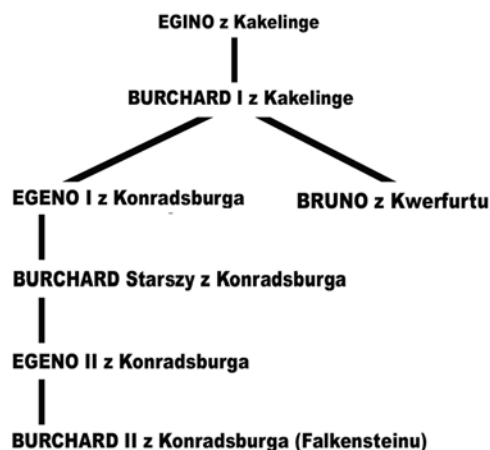 EGINO z Kakelinge
BURCHARD I z Kakelinge
EGENO I z Konradsburga
BRUNO z Kwerfurtu
BURCHARD Starszy z Konradsburga
EGENO II z Konradsburga
BURCHARD II z Konradsburga (Falkensteinu)